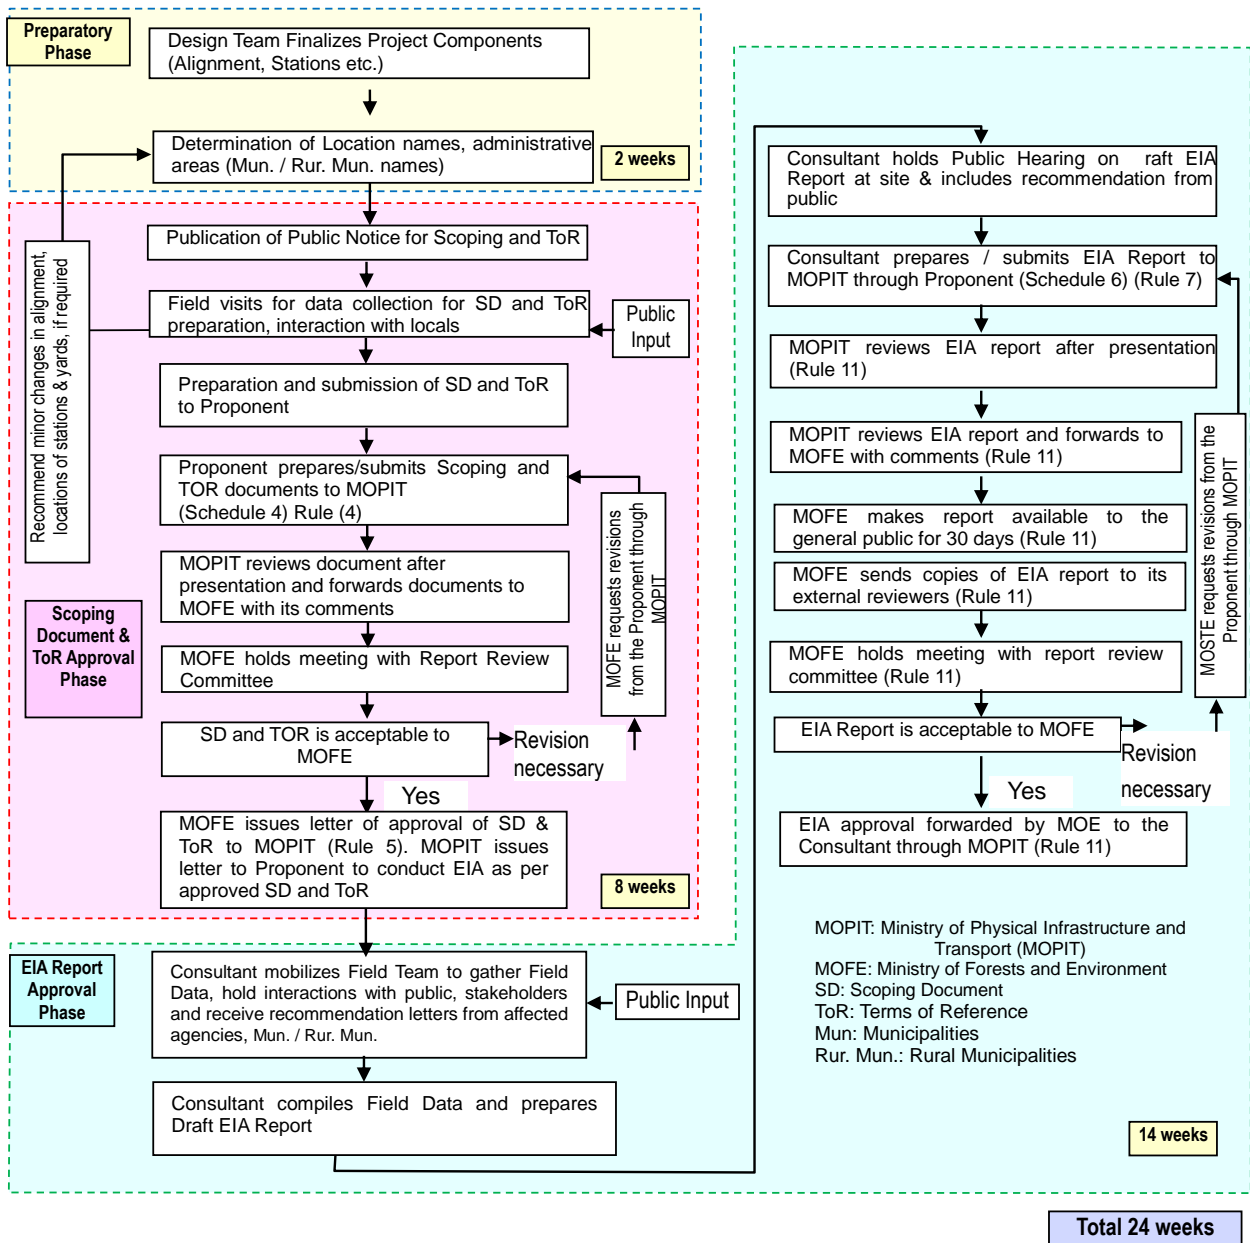 Preparatory
Phase
Design Team Finalizes Project Components
(Alignment, Stations etc.)
Determination of Location names, administrative
areas (Mun. / Rur. Mun. names)
2 weeks
Publication of Public Notice for Scoping and ToR
Field visits for data collection for SD and ToR
preparation, interaction with locals
Public
Input
Recommend minor changes in alignment,
locations of stations & yards, if required
Preparation and submission of SD and ToR
to Proponent
Proponent prepares/submits Scoping and
TOR documents to MOPIT
(Schedule 4) Rule (4)
MOPIT reviews document after
presentation and forwards documents to
MOFE with its comments
MOFE requests revisions
from the Proponent through
MOPIT
Scoping
Document &
ToR Approval
Phase
MOFE holds meeting with Report Review
Committee
SD and TOR is acceptable to
MOFE
Revision
necessary
Yes
MOFE issues letter of approval of SD &
ToR to MOPIT (Rule 5). MOPIT issues
letter to Proponent to conduct EIA as per
approved SD and ToR
8 weeks
EIA Report
Approval
Phase
Consultant mobilizes Field Team to gather Field
Data, hold interactions with public, stakeholders
and receive recommendation letters from affected
agencies, Mun. / Rur. Mun.
Public Input
Consultant compiles Field Data and prepares
Draft EIA Report
Consultant holds Public Hearing on raft EIA
Report at site & includes recommendation from
public
Consultant prepares / submits EIA Report to
MOPIT through Proponent (Schedule 6) (Rule 7)
MOPIT reviews EIA report after presentation
(Rule 11)
MOPIT reviews EIA report and forwards to
MOFE with comments (Rule 11)
MOFE makes report available to the
general public for 30 days (Rule 11)
MOFE sends copies of EIA report to its
external reviewers (Rule 11)
MOFE holds meeting with report review
committee (Rule 11)
MOSTE requests revisions from the
Proponent through MOPIT
EIA Report is acceptable to MOFE
Revision
necessary
Yes
EIA approval forwarded by MOE to the
Consultant through MOPIT (Rule 11)
MOPIT: Ministry of Physical Infrastructure and
Transport (MOPIT)
MOFE: Ministry of Forests and Environment
SD: Scoping Document
ToR: Terms of Reference
Mun: Municipalities
Rur. Mun.: Rural Municipalities
14 weeks
Total 24 weeks